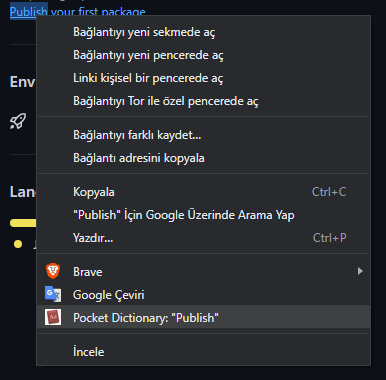 Publish your first package
Bağlantıyı yeni sekmede aç
Bağlantıyı yeni pencerede aç
Linki kişisel bir pencerede aç
Bağlantıyı Tor ile özel pencerede aç
Env
Bağlantıyı farklı kaydet...
Bağlantı adresini kopyala
Lang
Kopyala Ctrl+C
"Publish" İçin Google Üzerinde Arama Yap
Yazdır... Ctrl+P
Brave
Google Çeviri
Pocket Dictionary: "Publish"
İncele